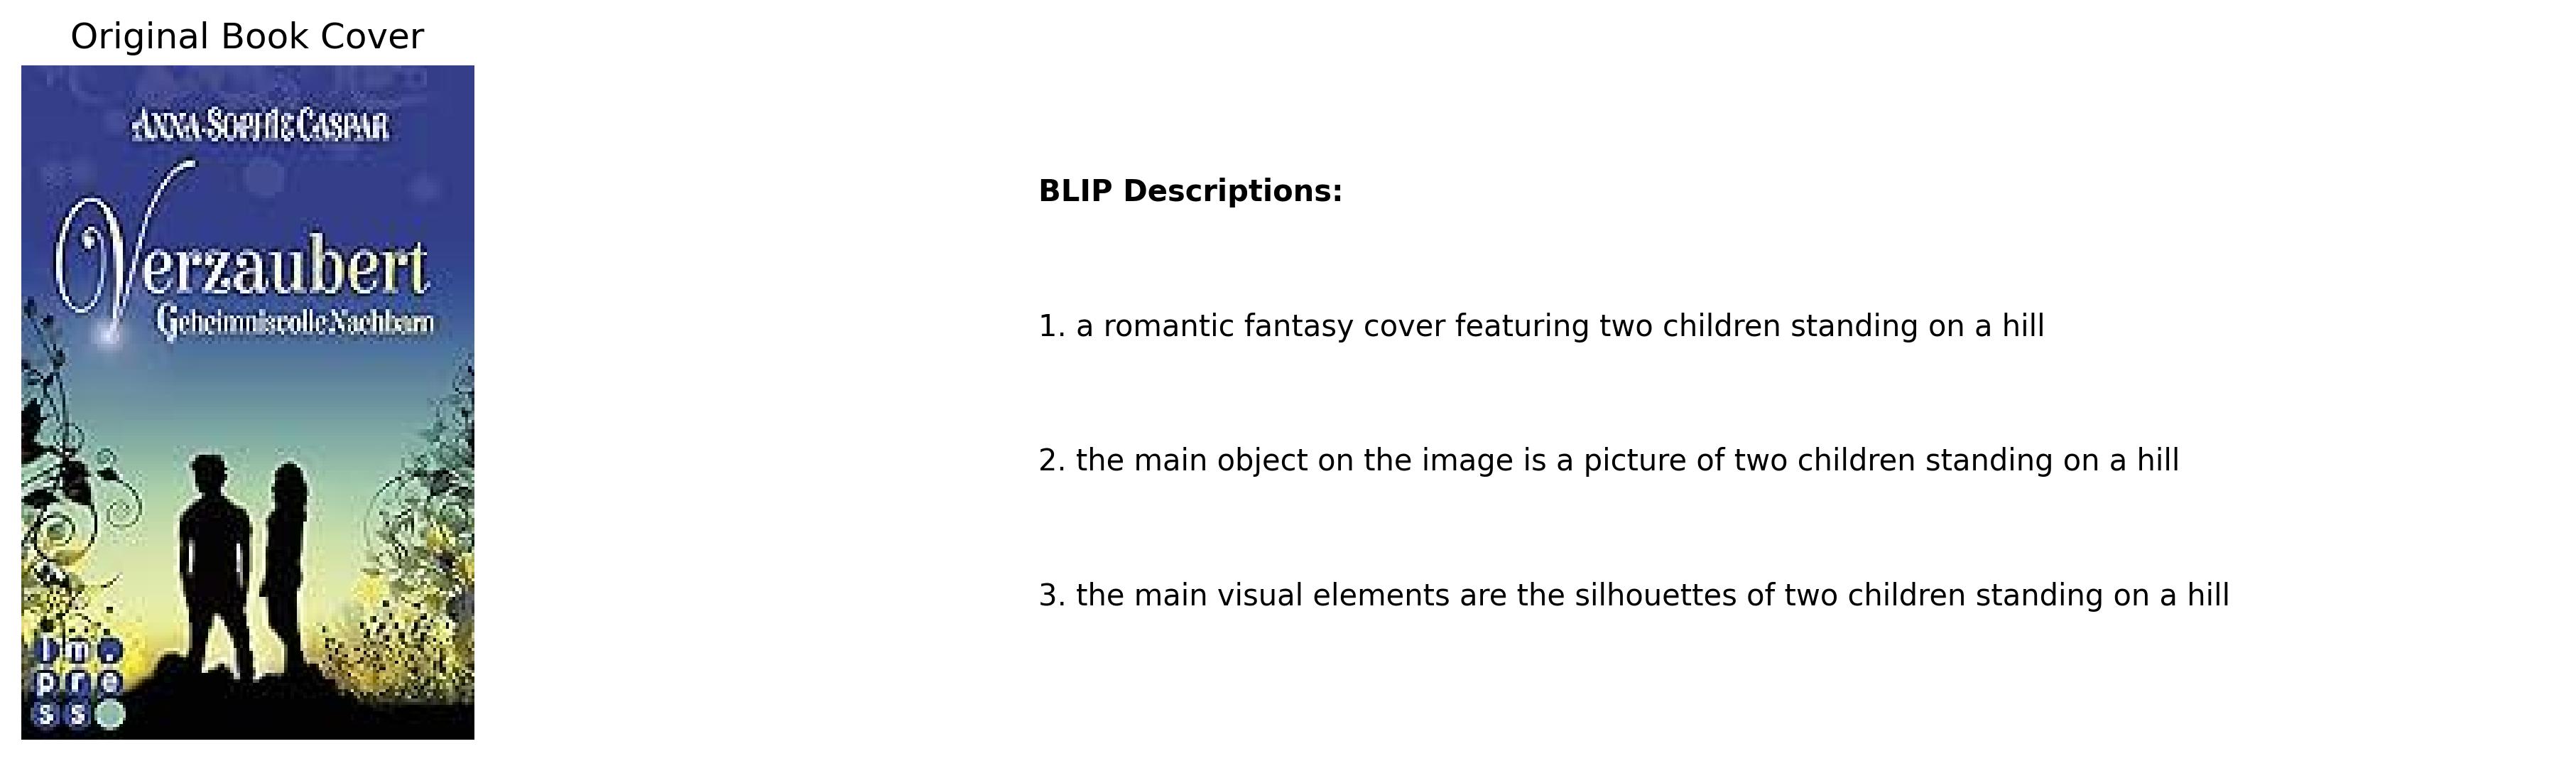 Original Book Cover
ANNA-SOPHIE CASPAR
Verzaubert
Geheimnisvolle Nachbarn
im.
pre
ss
BLIP Descriptions:
1. a romantic fantasy cover featuring two children standing on a hill
2. the main object on the image is a picture of two children standing on a hill
3. the main visual elements are the silhouettes of two children standing on a hill